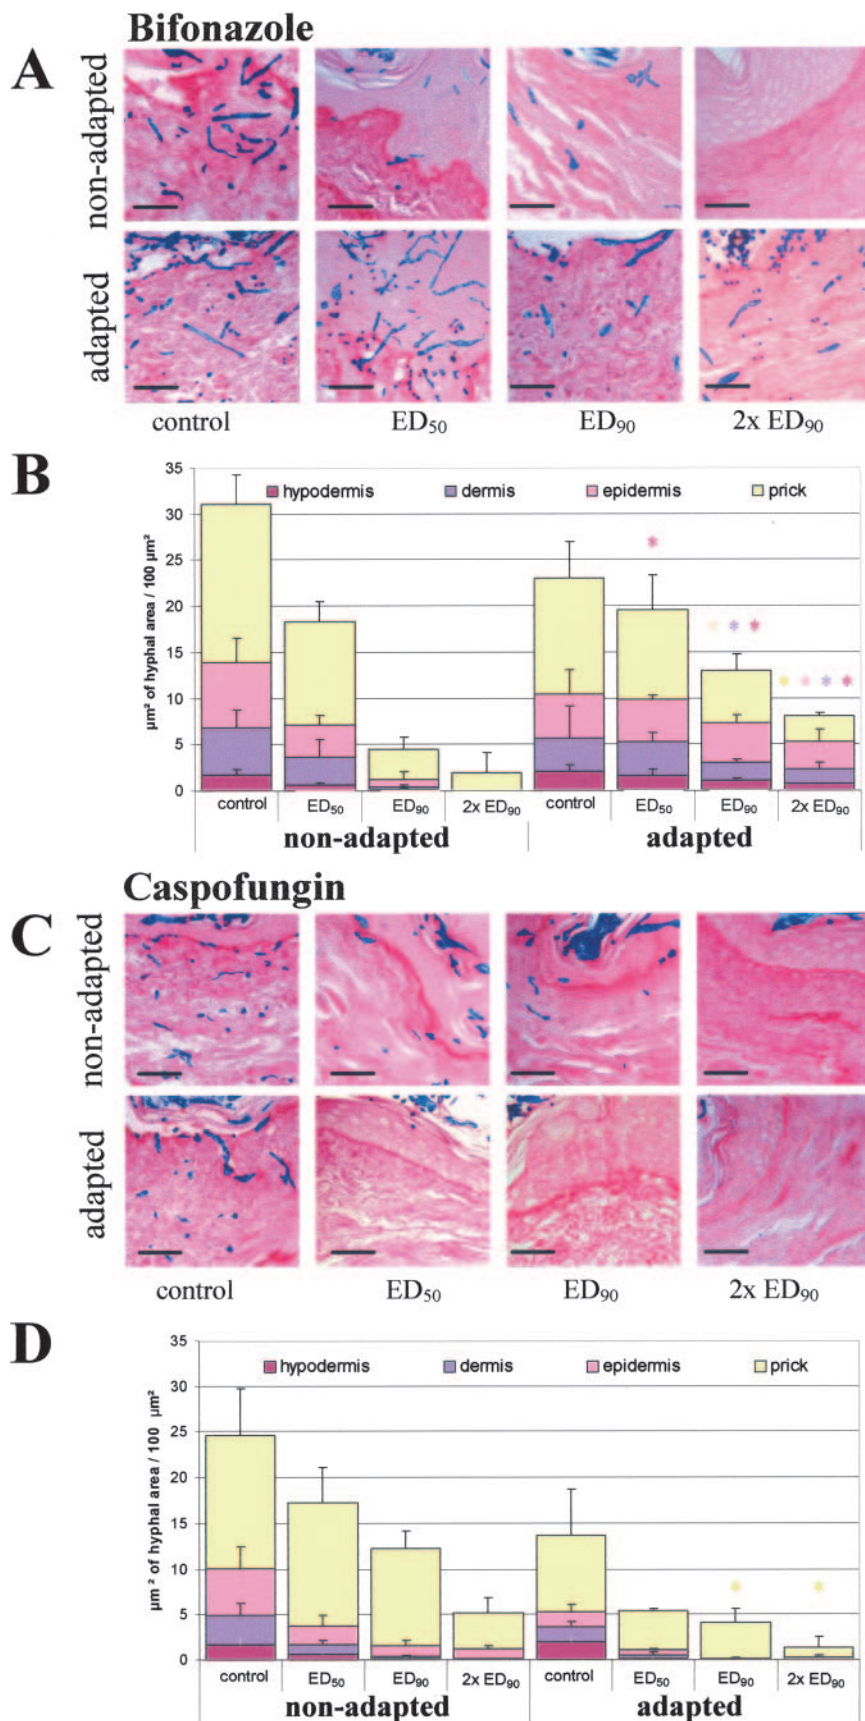 Bifonazole
A
non-adapted
adapted
control ED₅₀ ED₉₀ 2x ED₉₀
B
35
hypodermis dermis epidermis prick
30
25
20
15
10
5
0
µm² of hyphal area / 100 µm²
control ED₅₀ ED₉₀ 2x ED₉₀ control ED₅₀ ED₉₀ 2x ED₉₀
non-adapted adapted
Caspofungin
C
non-adapted
adapted
control ED₅₀ ED₉₀ 2x ED₉₀
D
35
hypodermis dermis epidermis prick
30
25
20
15
10
5
0
µm² of hyphal area / 100 µm²
control ED₅₀ ED₉₀ 2x ED₉₀ control ED₅₀ ED₉₀ 2x ED₉₀
non-adapted adapted